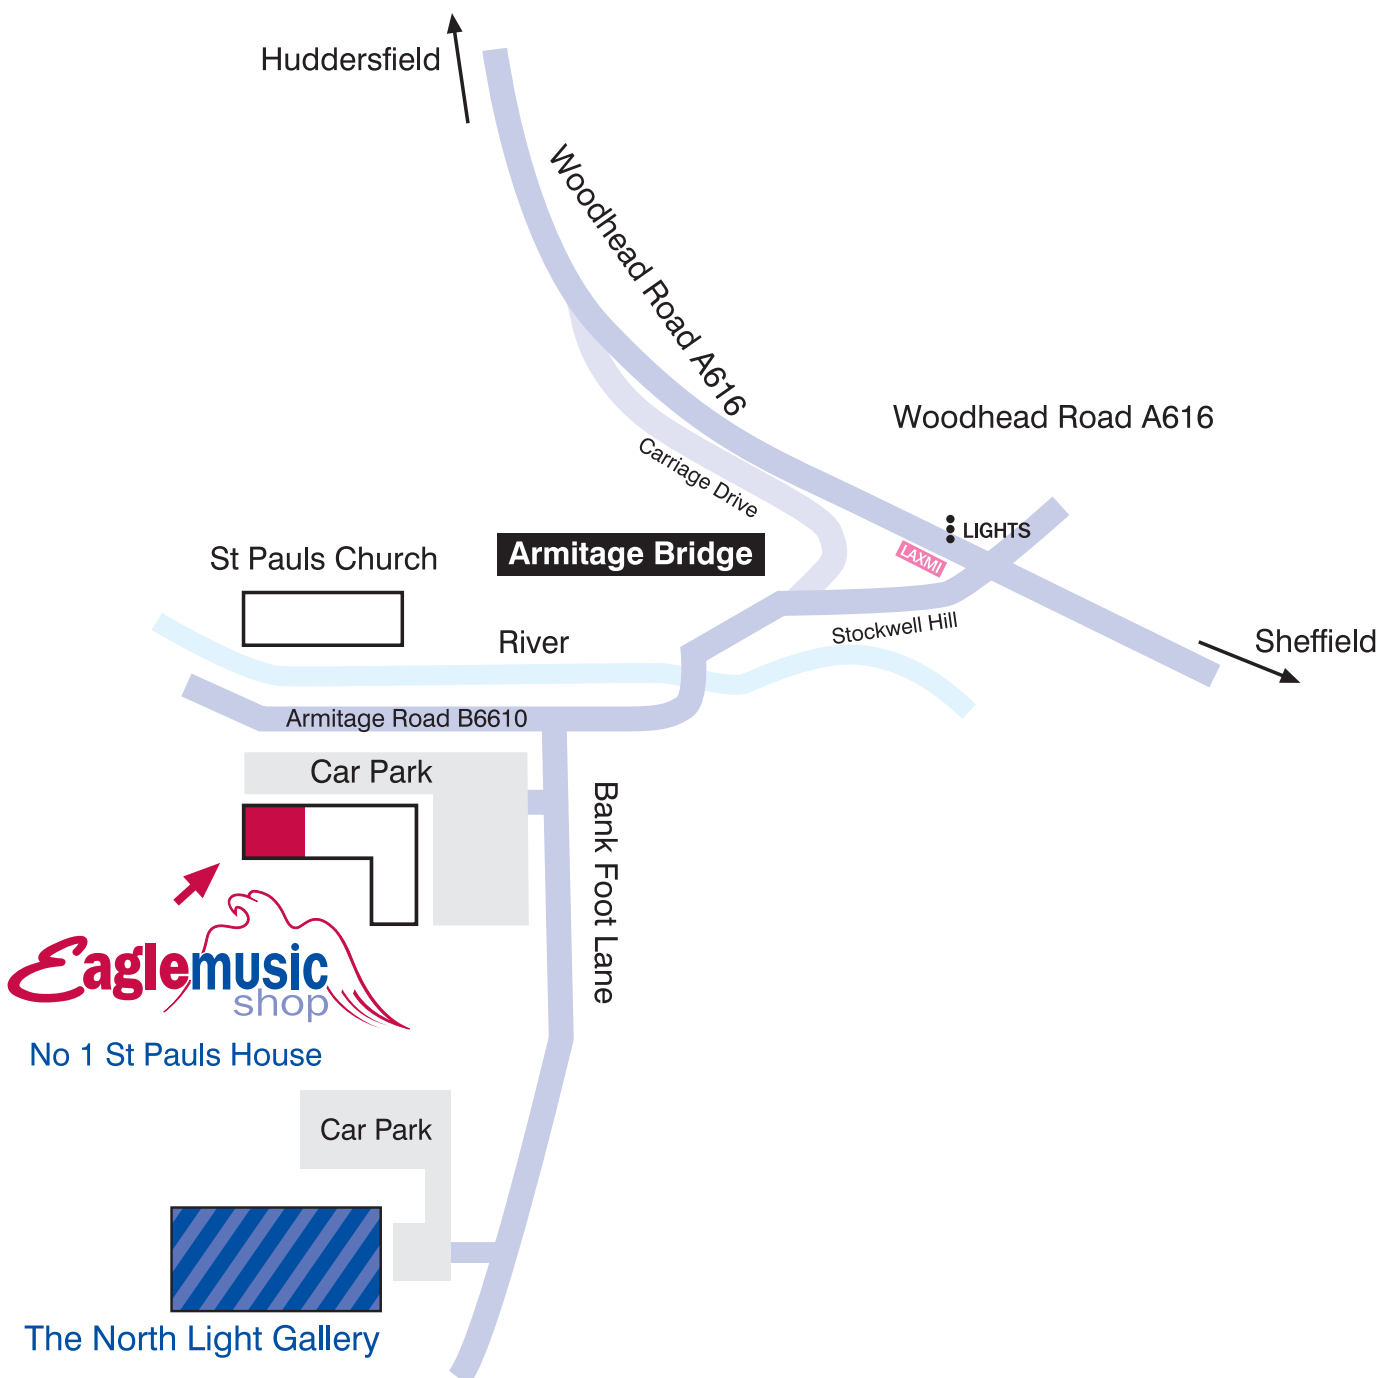 Huddersfield
Woodhead Road A616
Woodhead Road A616
Carriage Drive
LIGHTS
LAXMI
Armitage Bridge
St Pauls Church
River
Stockwell Hill
Sheffield
Armitage Road B6610
Car Park
Bank Foot Lane
Eaglemusic
shop
No 1 St Pauls House
Car Park
The North Light Gallery